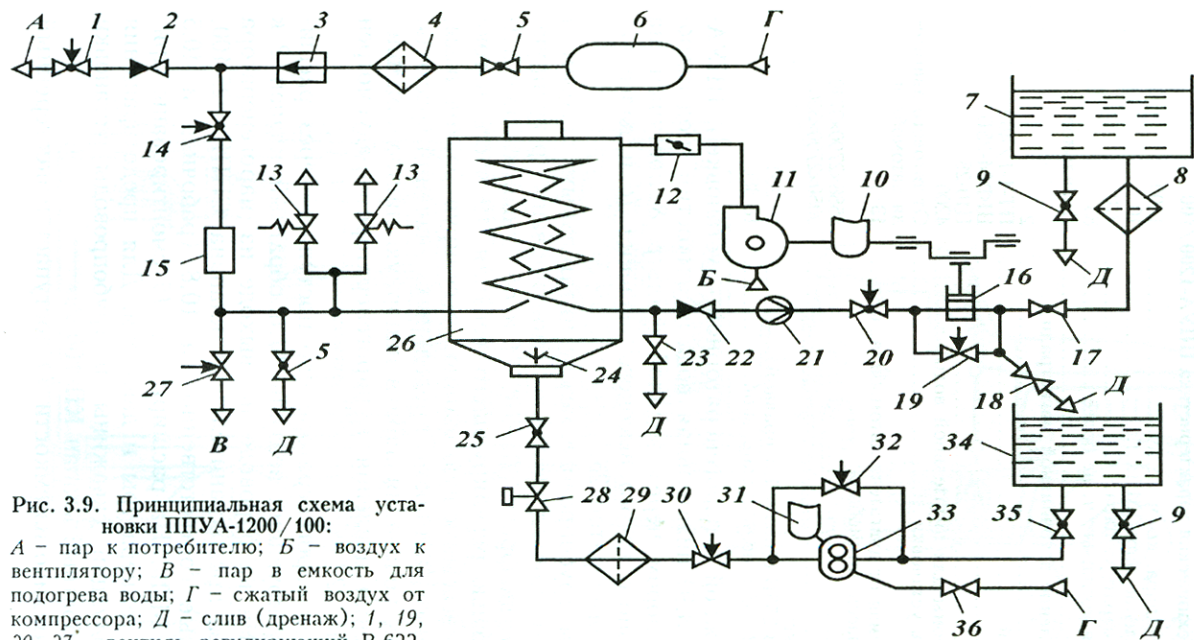 А 1 2 3 4 5 6 Г
7
14 13 13 12 11 10 9 8
15 Б Д 16
26 24 23 22 21 20 19 18 17
27 5 Д Д
В Д 25 34
32
28 29 30 31 33 35 9
36 Г Д
Рис. 3.9. Принципиальная схема уста-
новки ППУА-1200/100:
А – пар к потребителю; Б – воздух к
вентилятору; В – пар в емкость для
подогрева воды; Г – сжатый воздух от
компрессора; Д – слив (дренаж); 1, 19,